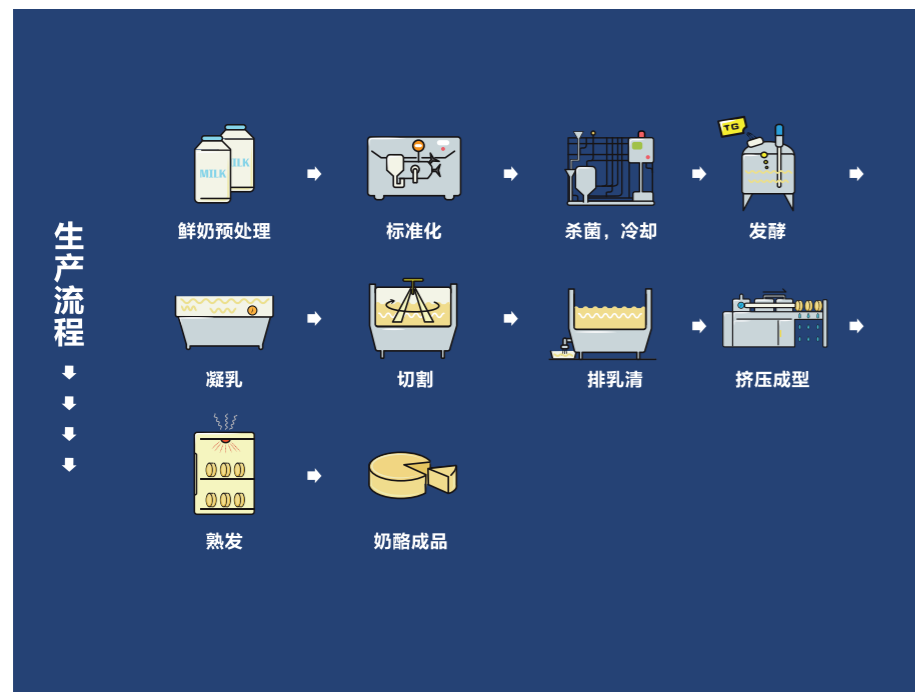 生产流程
MILK
ILK
TG
鲜奶预处理
标准化
杀菌，冷却
发酵
凝乳
切割
排乳清
挤压成型
熟发
奶酪成品